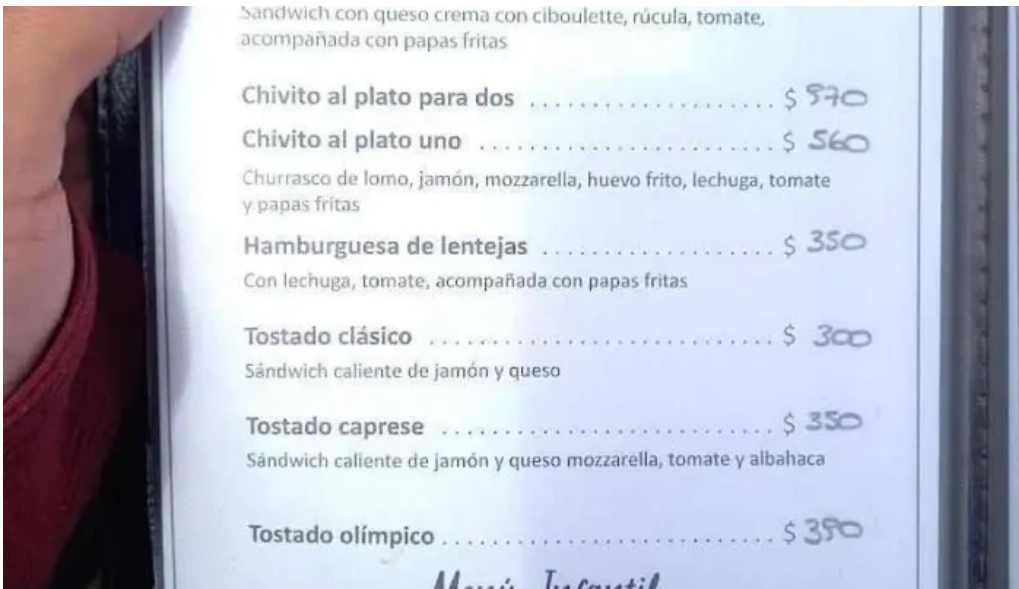 Sándwich con queso crema con ciboulette, rúcula, tomate,
acompañada con papas fritas
Chivito al plato para dos .................... $ 970
Chivito al plato uno ........................ $ 560
Churrasco de lomo, jamón, mozzarella, huevo frito, lechuga, tomate
y papas fritas
Hamburguesa de lentejas .................. $ 350
Con lechuga, tomate, acompañada con papas fritas
Tostado clásico ............................ $ 300
Sándwich caliente de jamón y queso
Tostado caprese ........................... $ 350
Sándwich caliente de jamón y queso mozzarella, tomate y albahaca
Tostado olímpico ........................... $ 390
Menú Infantil